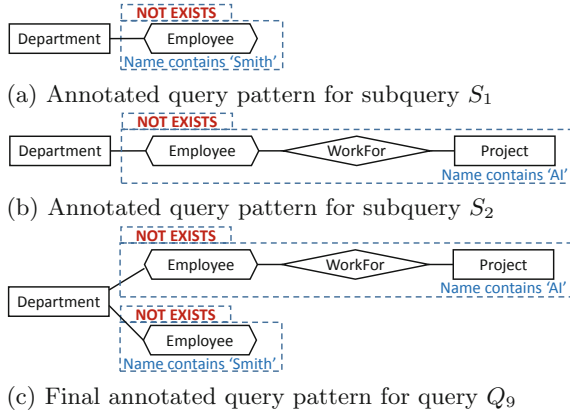 NOT EXISTS
Department Employee
Name contains 'Smith'
(a) Annotated query pattern for subquery S₁
NOT EXISTS
Department Employee WorkFor Project
Name contains 'AI'
(b) Annotated query pattern for subquery S₂
NOT EXISTS
Employee WorkFor Project
Name contains 'AI'
Department
NOT EXISTS
Employee
Name contains 'Smith'
(c) Final annotated query pattern for query Q₉